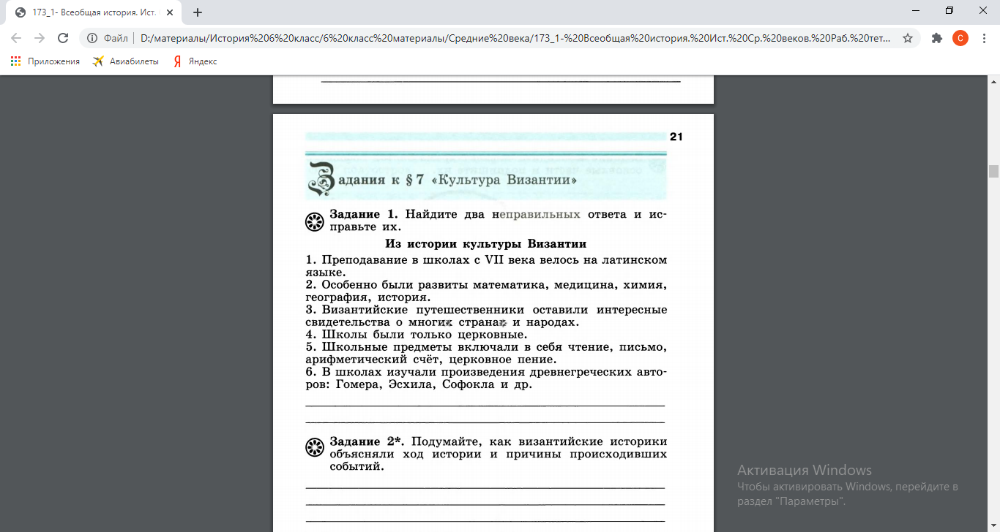 173_1- Всеобщая история. Ист.
Файл
D:/материалы/История%206%20класс/6%20класс%20материалы/Средние%20века/173_1-%20Всеобщая%20история.%20Ист.%20Ср.%20веков.%20Раб.%20тет...
С
Приложения
Авиабилеты
Яндекс
21
Задания к § 7 «Культура Византии»
Задание 1. Найдите два неправильных ответа и ис-
правьте их.
Из истории культуры Византии
1. Преподавание в школах с VII века велось на латинском
языке.
2. Особенно были развиты математика, медицина, химия,
география, история.
3. Византийские путешественники оставили интересные
свидетельства о многих странах и народах.
4. Школы были только церковные.
5. Школьные предметы включали в себя чтение, письмо,
арифметический счёт, церковное пение.
6. В школах изучали произведения древнегреческих авто-
ров: Гомера, Эсхила, Софокла и др.
Задание 2*. Подумайте, как византийские историки
объясняли ход истории и причины происходивших
событий.
Активация Windows
Чтобы активировать Windows, перейдите в
раздел "Параметры".